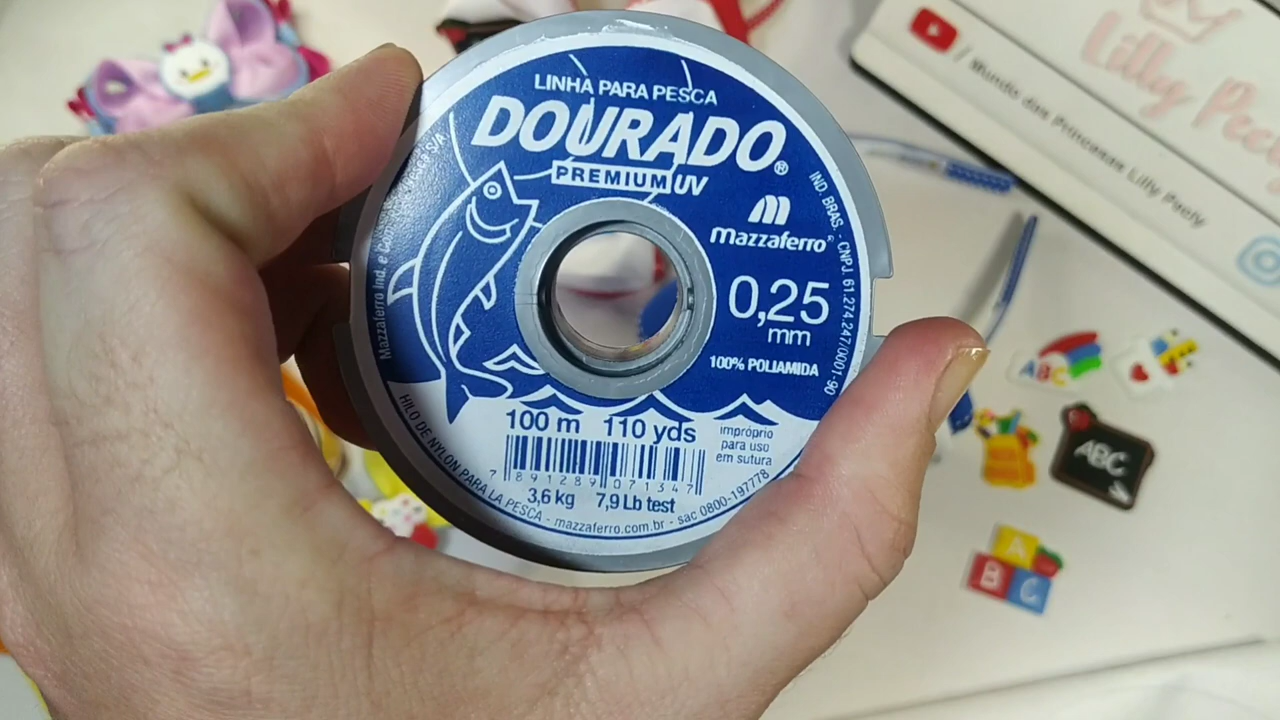 LINHA PARA PESCA
DOURADO®
PREMIUM UV
mazzaferro®
0,25
mm
100% POLIAMIDA
100 m 110 yds
impróprio
para uso
em sutura
7 891289 071347
3,6 kg 7,9 Lb test
HILO DE NYLON PARA LA PESCA - mazzaferro.com.br - sac 0800-197778
Mazzaferro Ind. e
S/A
IND. BRAS. - CNPJ. 61.274.247/0001-90
/ Mundo das Princesas Lilly Pecly
Lilly
ABC
ABC
A
B
C